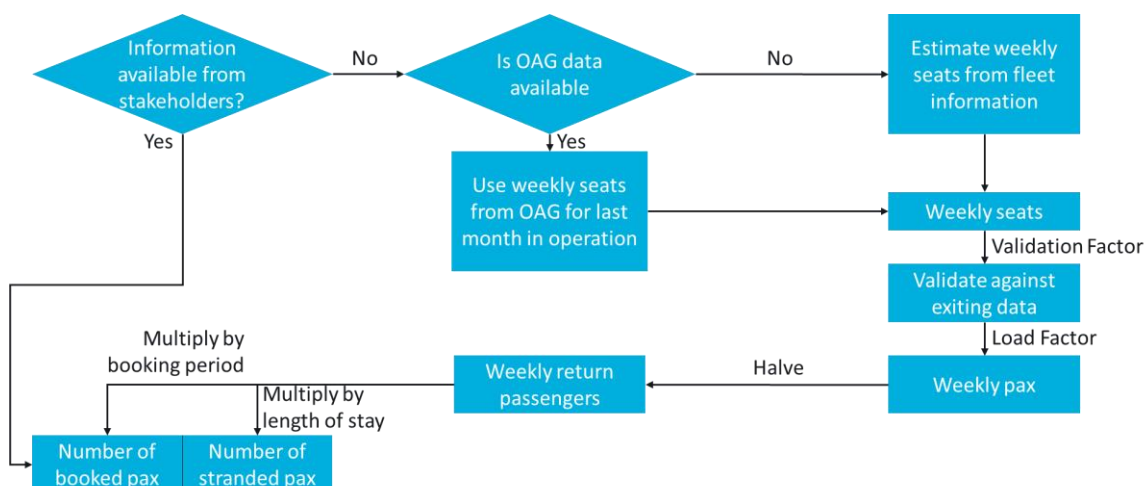 Information
available from
stakeholders?
No
Is OAG data
available
No
Estimate weekly
seats from fleet
information
Yes
Yes
Use weekly seats
from OAG for last
month in operation
Weekly seats
Validation Factor
Validate against
exiting data
Load Factor
Weekly pax
Halve
Weekly return
passengers
Multiply by
booking period
Multiply by
length of stay
Number of
booked pax
Number of
stranded pax